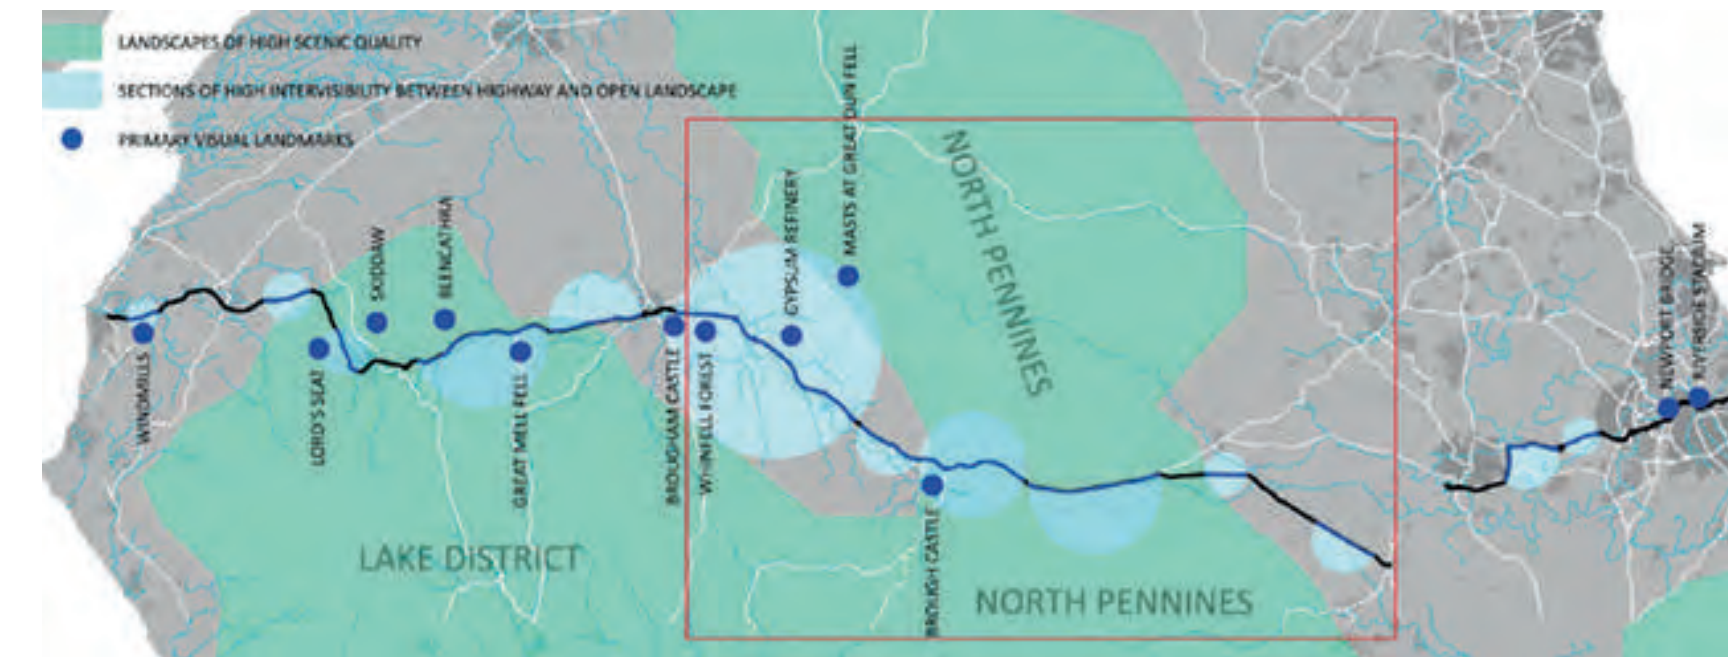 LANDSCAPES OF HIGH SCENIC QUALITY
SECTIONS OF HIGH INTERVISIBILITY BETWEEN HIGHWAY AND OPEN LANDSCAPE
PRIMARY VISUAL LANDMARKS
WINDMILLS
LORD'S SEAT
SKIDDAW
BLENCATHRA
GREAT MELL FELL
BROUGHAM CASTLE
WHINFELL FOREST
GYPSUM REFINERY
MASTS AT GREAT DUN FELL
BROUGH CASTLE
NEWPORT BRIDGE
RIVERSIDE STADIUM
NORTH PENNINES
LAKE DISTRICT
NORTH PENNINES